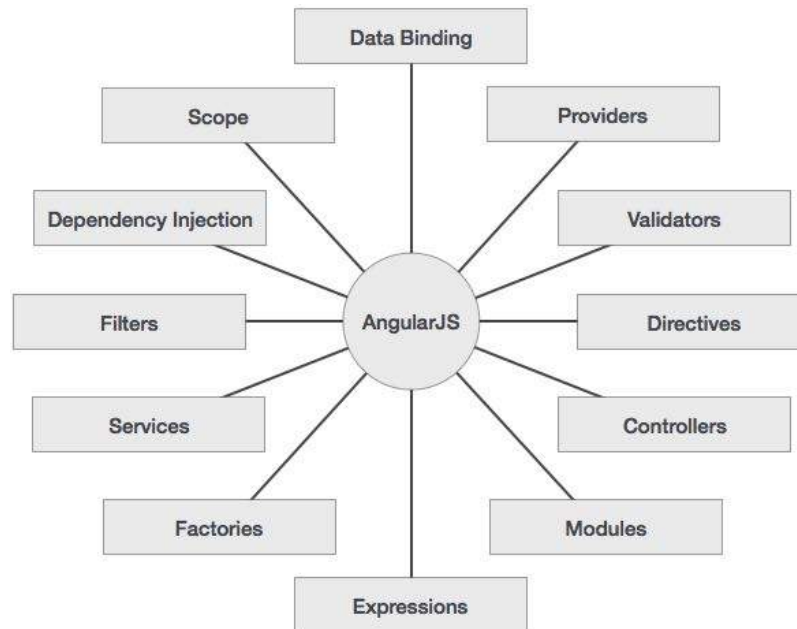 Data Binding
Scope
Providers
Dependency Injection
Validators
Filters
AngularJS
Directives
Services
Controllers
Factories
Modules
Expressions